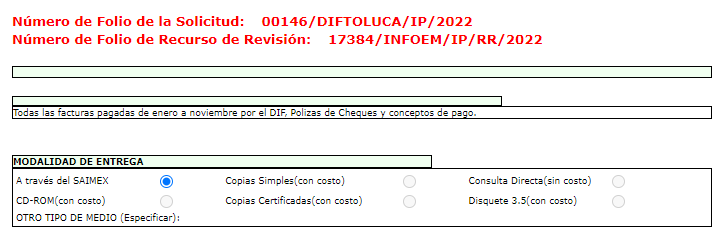 Número de Folio de la Solicitud: 00146/DIFTOLUCA/IP/2022
Número de Folio de Recurso de Revisión: 17384/INFOEM/IP/RR/2022
Todas las facturas pagadas de enero a noviembre por el DIF, Polizas de Cheques y conceptos de pago.
MODALIDAD DE ENTREGA
A través del SAIMEX Copias Simples(con costo) Consulta Directa(sin costo)
CD-ROM(con costo) Copias Certificadas(con costo) Disquete 3.5(con costo)
OTRO TIPO DE MEDIO (Especificar):